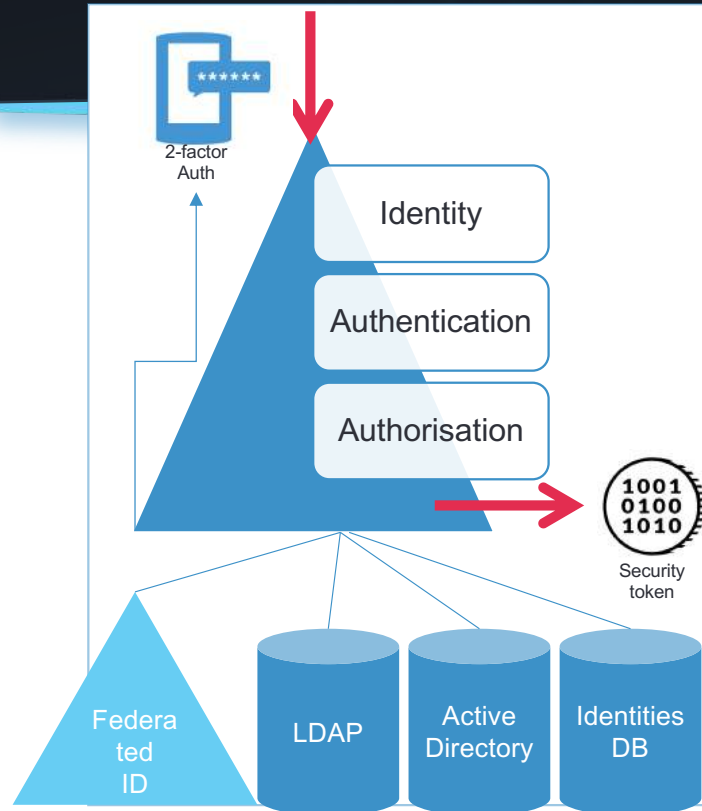 ******
2-factor
Auth
Identity
Authentication
Authorisation
1001
0100
1010
Security
token
Federa
ted
ID
LDAP
Active
Directory
Identities
DB